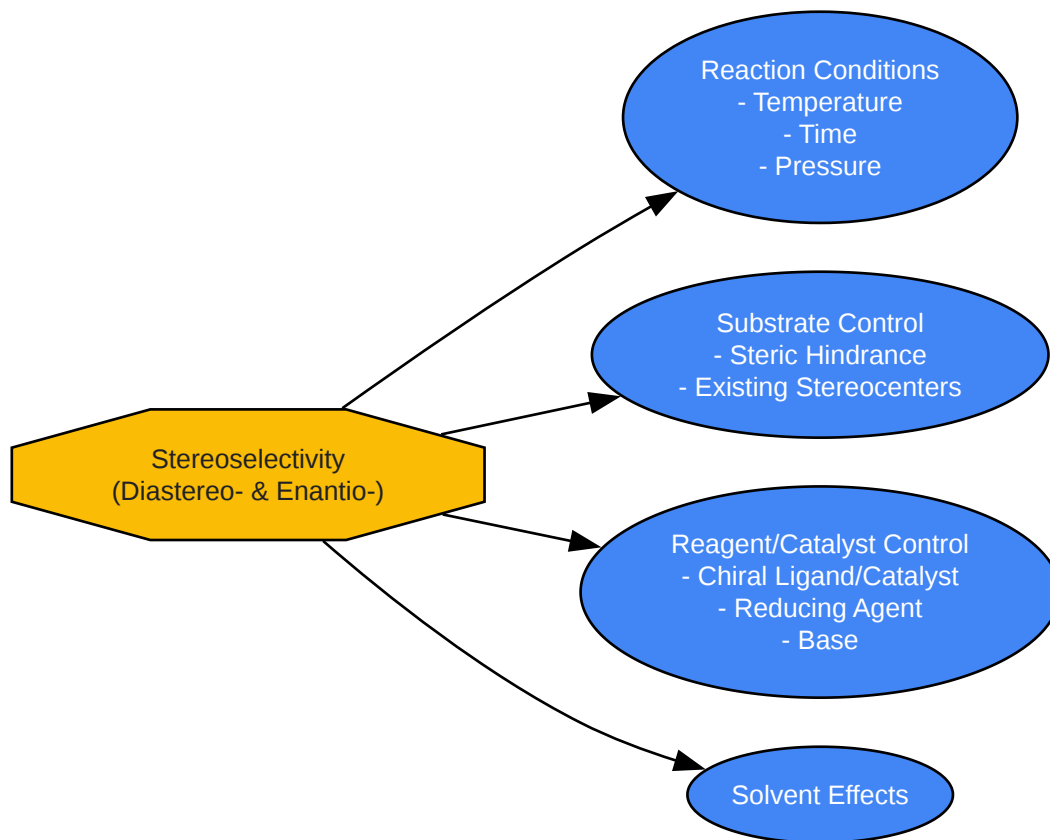 Reaction Conditions
- Temperature
- Time
- Pressure
Substrate Control
- Steric Hindrance
- Existing Stereocenters
Stereoselectivity
(Diastereo- & Enantio-)
Reagent/Catalyst Control
- Chiral Ligand/Catalyst
- Reducing Agent
- Base
Solvent Effects